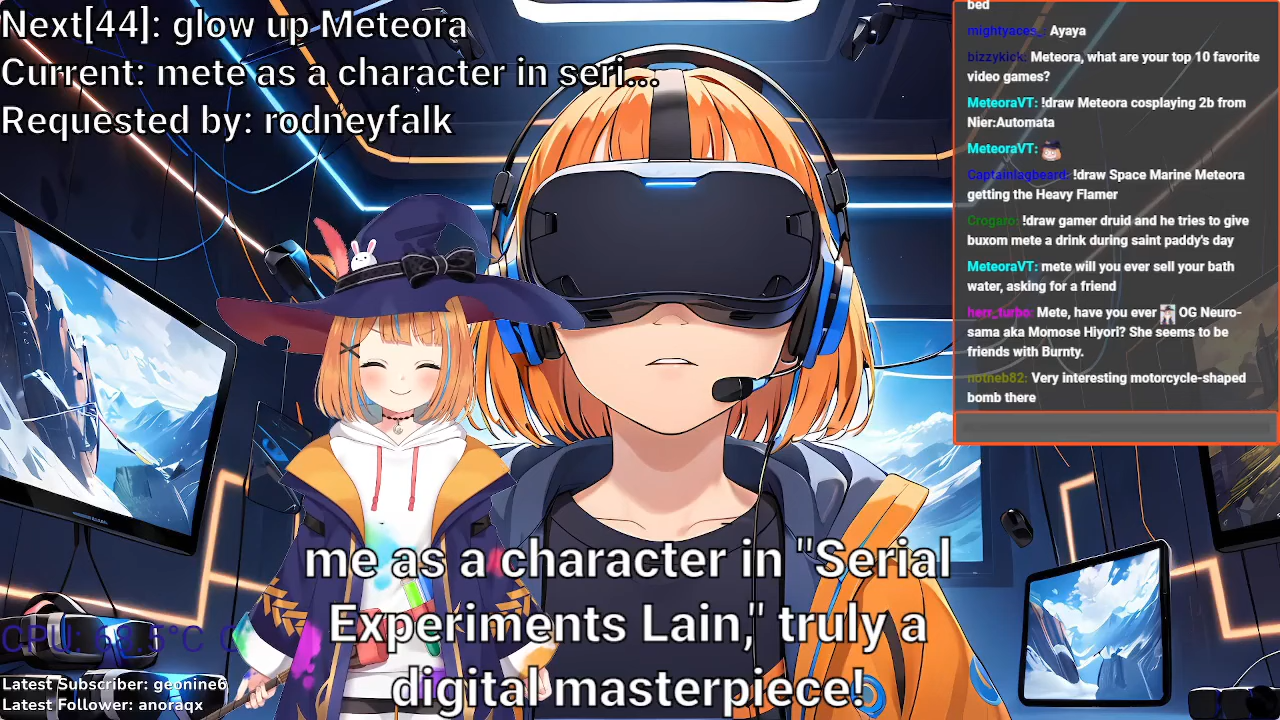 Next[44]: glow up Meteora
Current: mete as a character in seri...
Requested by: rodneyfalk
bed
mightyaces_: Ayaya
bizzykick: Meteora, what are your top 10 favorite
video games?
MeteoraVT: !draw Meteora cosplaying 2b from
Nier:Automata
MeteoraVT:
Captainlagbeard: !draw Space Marine Meteora
getting the Heavy Flamer
Crogaro: !draw gamer druid and he tries to give
buxom mete a drink during saint paddy's day
MeteoraVT: mete will you ever sell your bath
water, asking for a friend
herr_turbo: Mete, have you ever OG Neuro-
sama aka Momose Hiyori? She seems to be
friends with Burnty.
notneb82: Very interesting motorcycle-shaped
bomb there
me as a character in "Serial
Experiments Lain," truly a
digital masterpiece!
CPU: 68.5°C C
Latest Subscriber: geonine6
Latest Follower: anoraqx